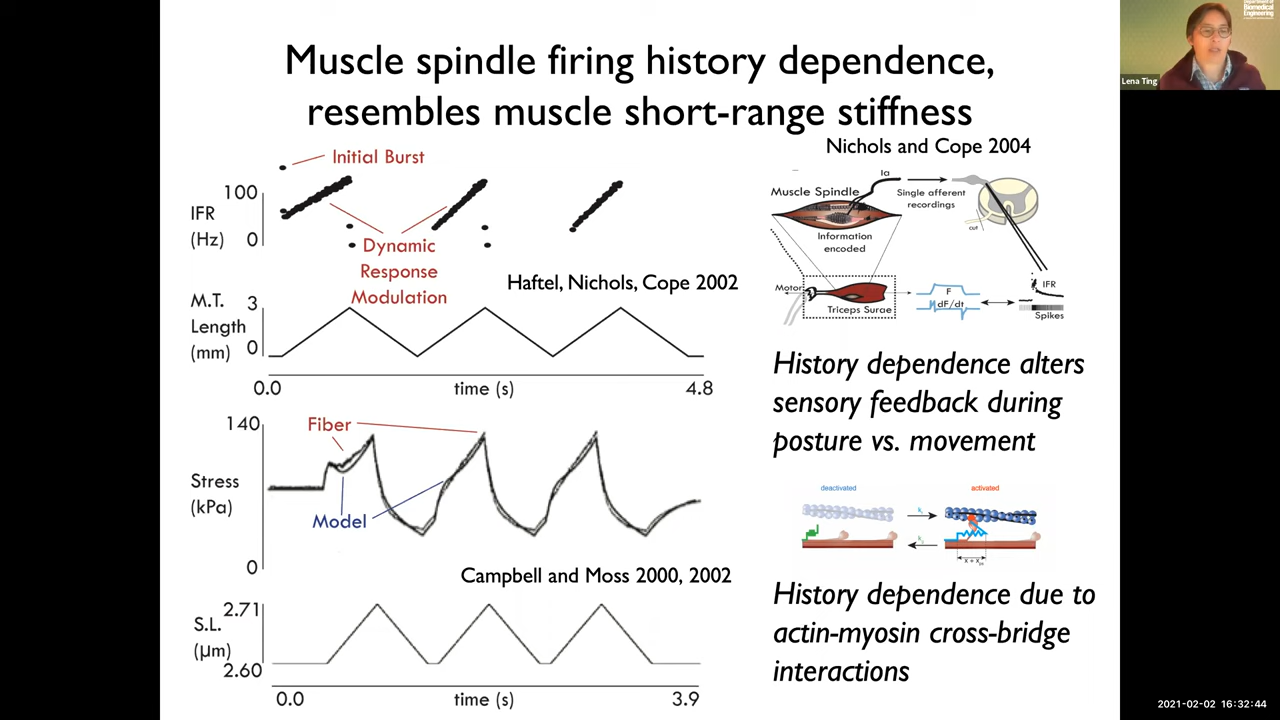 Muscle spindle firing history dependence,
resembles muscle short-range stiffness
Initial Burst
100
IFR
(Hz)
0
Dynamic
Response
Modulation
Haftel, Nichols, Cope 2002
M.T.
Length
(mm)
3
0
0.0
time (s)
4.8
Fiber
140
Stress
(kPa)
Model
0
Campbell and Moss 2000, 2002
2.71
S.L.
(µm)
2.60
0.0
time (s)
3.9
Nichols and Cope 2004
Ia
Muscle Spindle
Single afferent
recordings
cut
Information
encoded
Motor
Triceps Surae
F
dF/dt
IFR
Spikes
History dependence alters
sensory feedback during
posture vs. movement
deactivated
activated
History dependence due to
actin-myosin cross-bridge
interactions
Biomedical
Engineering
Lena Ting
2021-02-02 16:32:44